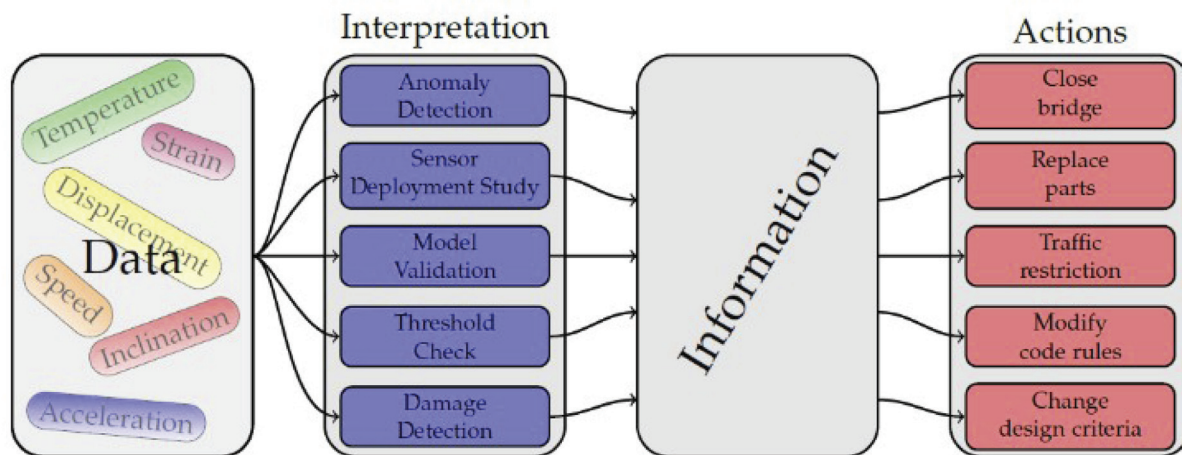 Data
Temperature
Strain
Displacement
Speed
Inclination
Acceleration
Interpretation
Anomaly
Detection
Sensor
Deployment Study
Model
Validation
Threshold
Check
Damage
Detection
Information
Actions
Close
bridge
Replace
parts
Traffic
restriction
Modify
code rules
Change
design criteria